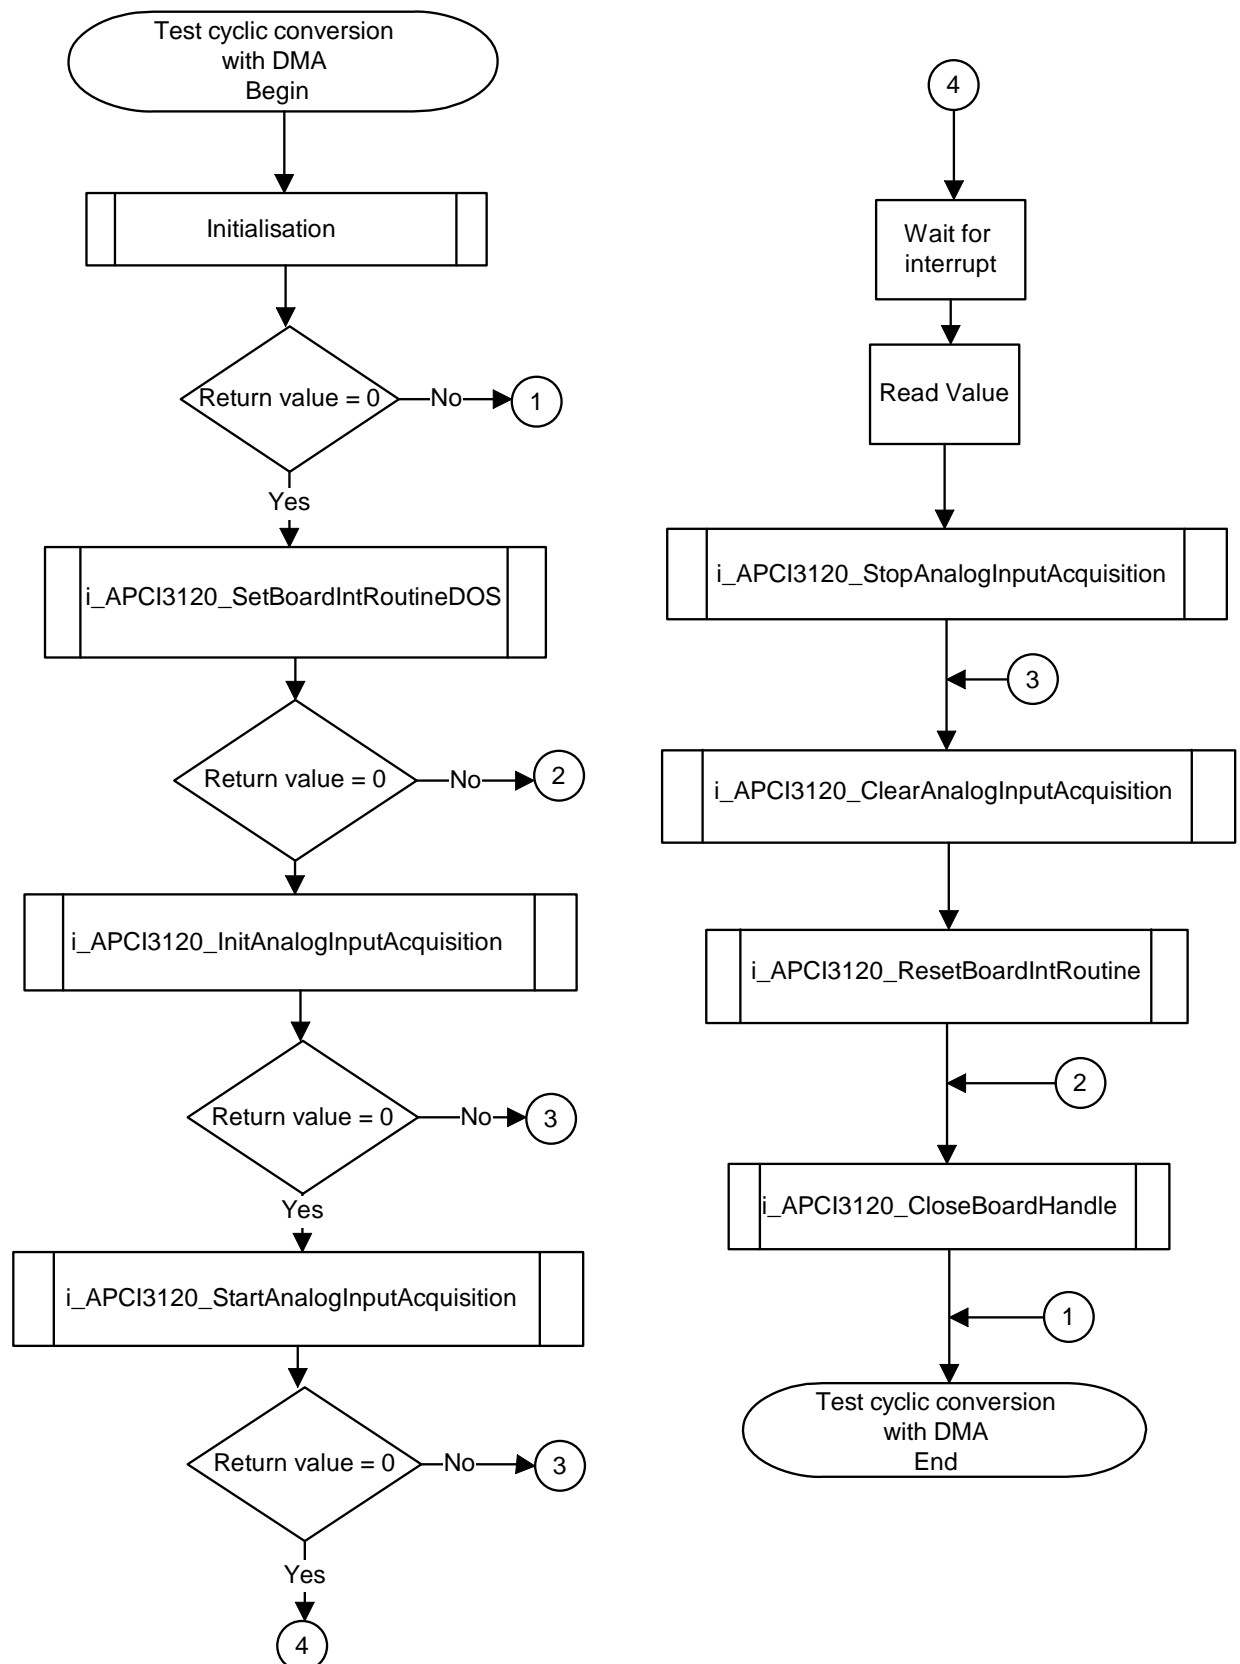 Test cyclic conversion
with DMA
Begin
Initialisation
Return value = 0
No
1
Yes
i_APCI3120_SetBoardIntRoutineDOS
Return value = 0
No
2
i_APCI3120_InitAnalogInputAcquisition
Return value = 0
No
3
Yes
i_APCI3120_StartAnalogInputAcquisition
Return value = 0
No
3
Yes
4
4
Wait for
interrupt
Read Value
i_APCI3120_StopAnalogInputAcquisition
3
i_APCI3120_ClearAnalogInputAcquisition
i_APCI3120_ResetBoardIntRoutine
2
i_APCI3120_CloseBoardHandle
1
Test cyclic conversion
with DMA
End